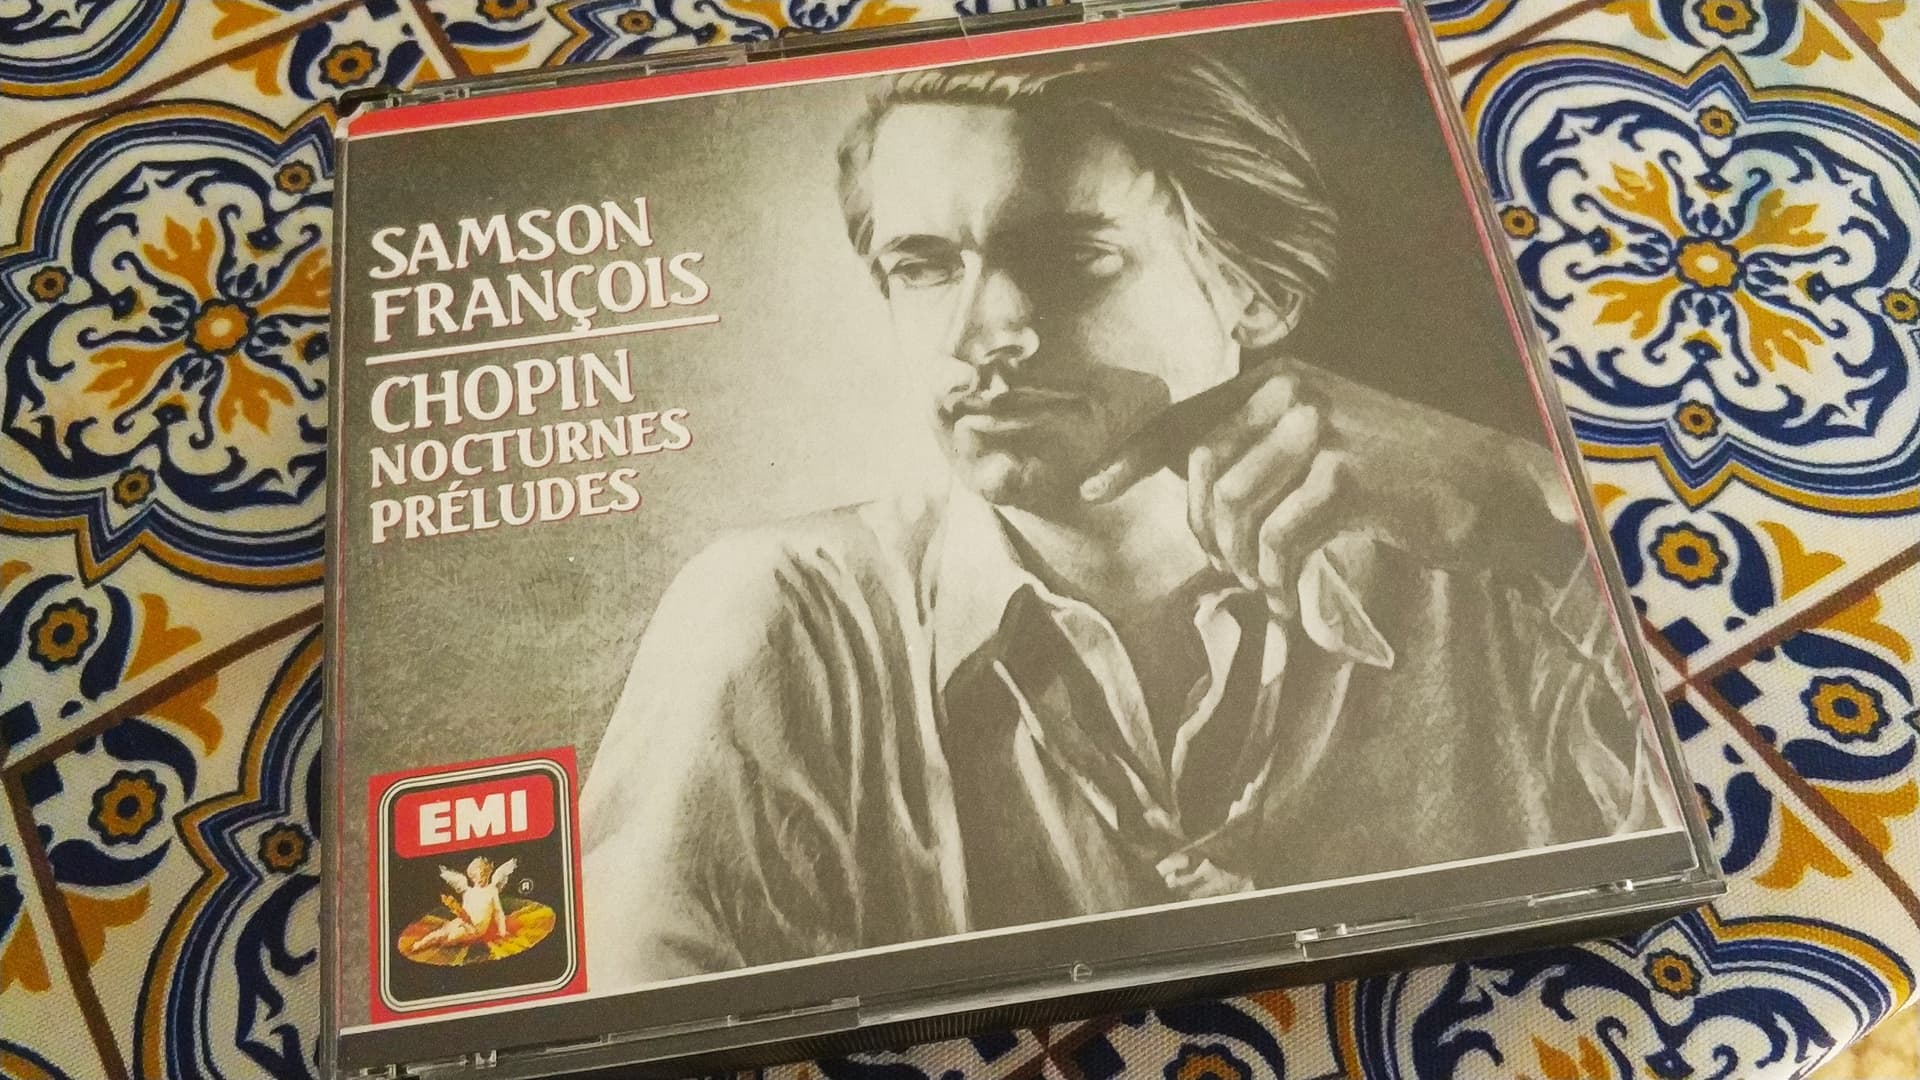 SAMSON
FRANÇOIS
CHOPIN
NOCTURNES
PRÉLUDES
EMI
®